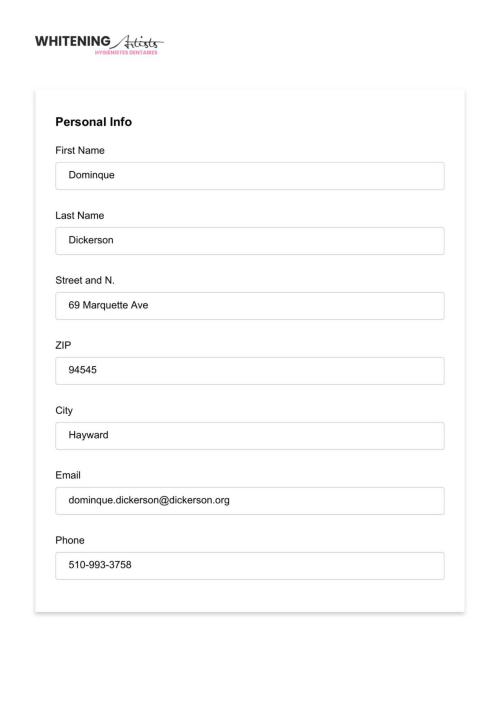 WHITENING Artists
HYGIÉNISTES DENTAIRES
Personal Info
First Name
Dominque
Last Name
Dickerson
Street and N.
69 Marquette Ave
ZIP
94545
City
Hayward
Email
dominque.dickerson@dickerson.org
Phone
510-993-3758